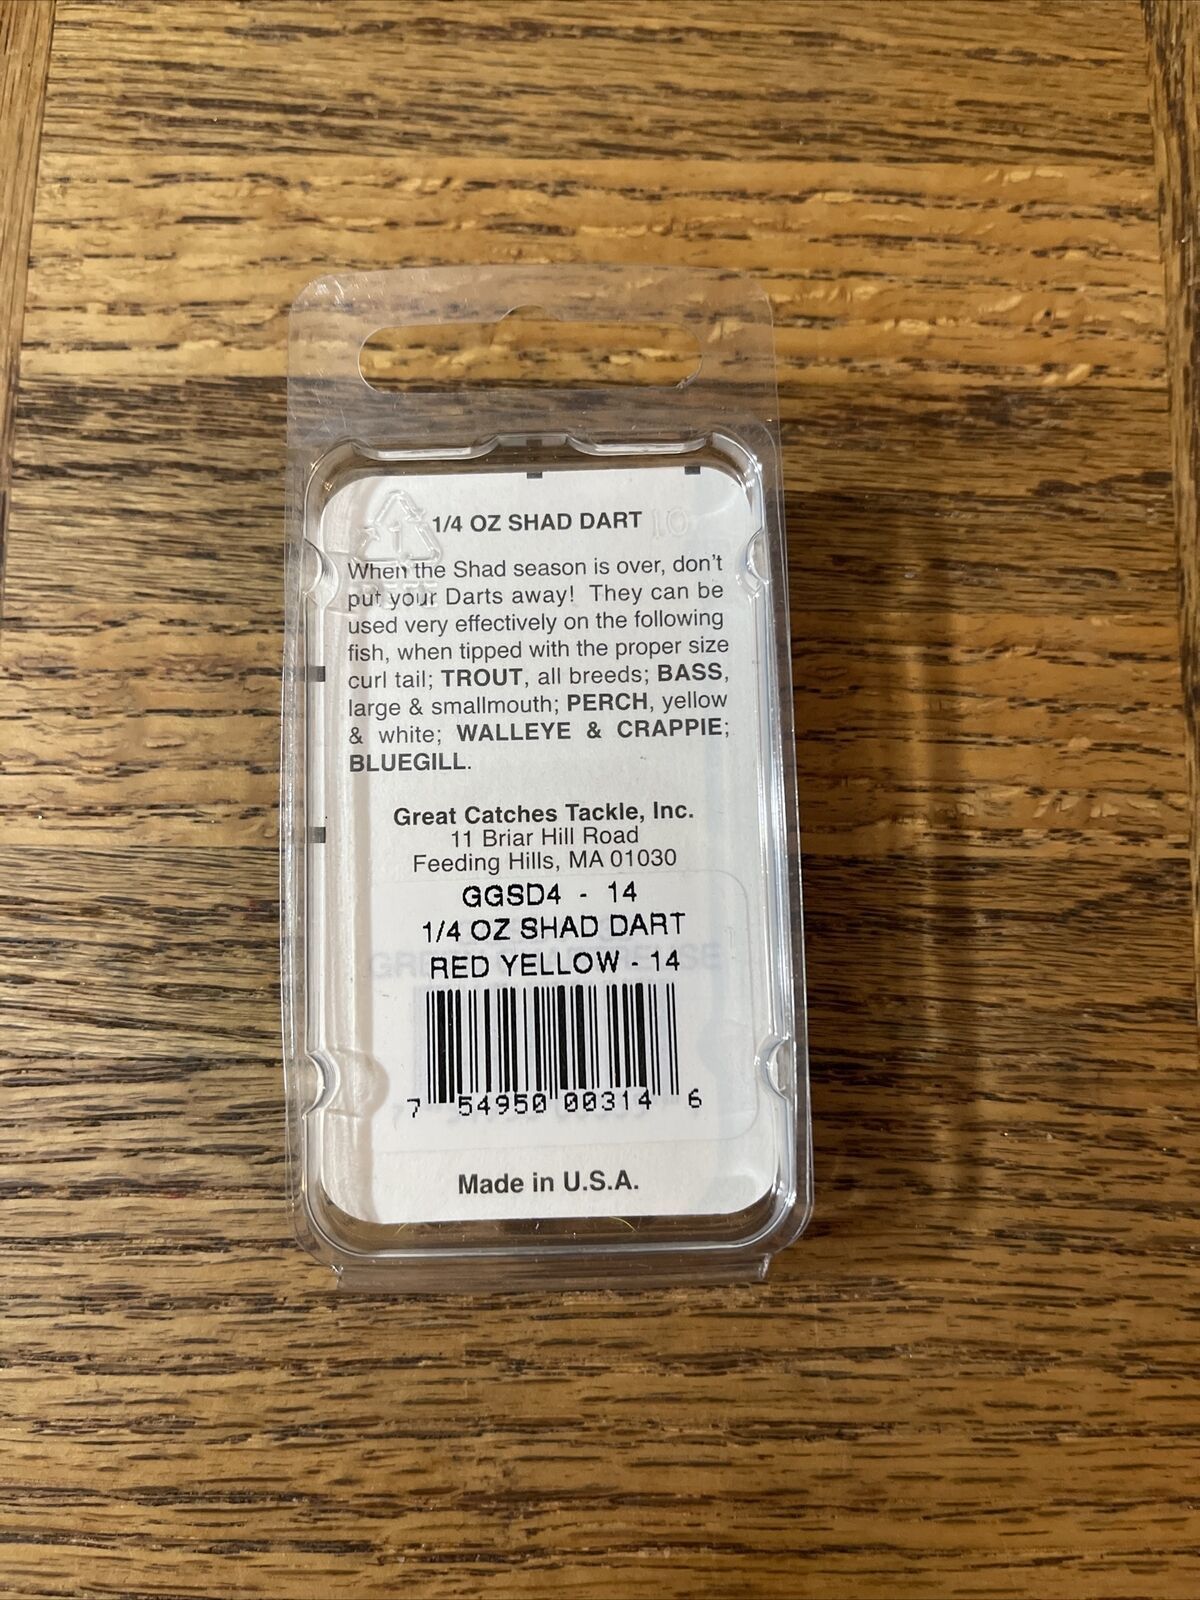 1/4 OZ SHAD DART
10
When the Shad season is over, don't
put your Darts away! They can be
used very effectively on the following
fish, when tipped with the proper size
curl tail; TROUT, all breeds; BASS,
large & smallmouth; PERCH, yellow
& white; WALLEYE & CRAPPIE;
BLUEGILL.
Great Catches Tackle, Inc.
11 Briar Hill Road
Feeding Hills, MA 01030
GGSD4 - 14
1/4 OZ SHAD DART
RED YELLOW - 14
7 54950 00314 6
Made in U.S.A.